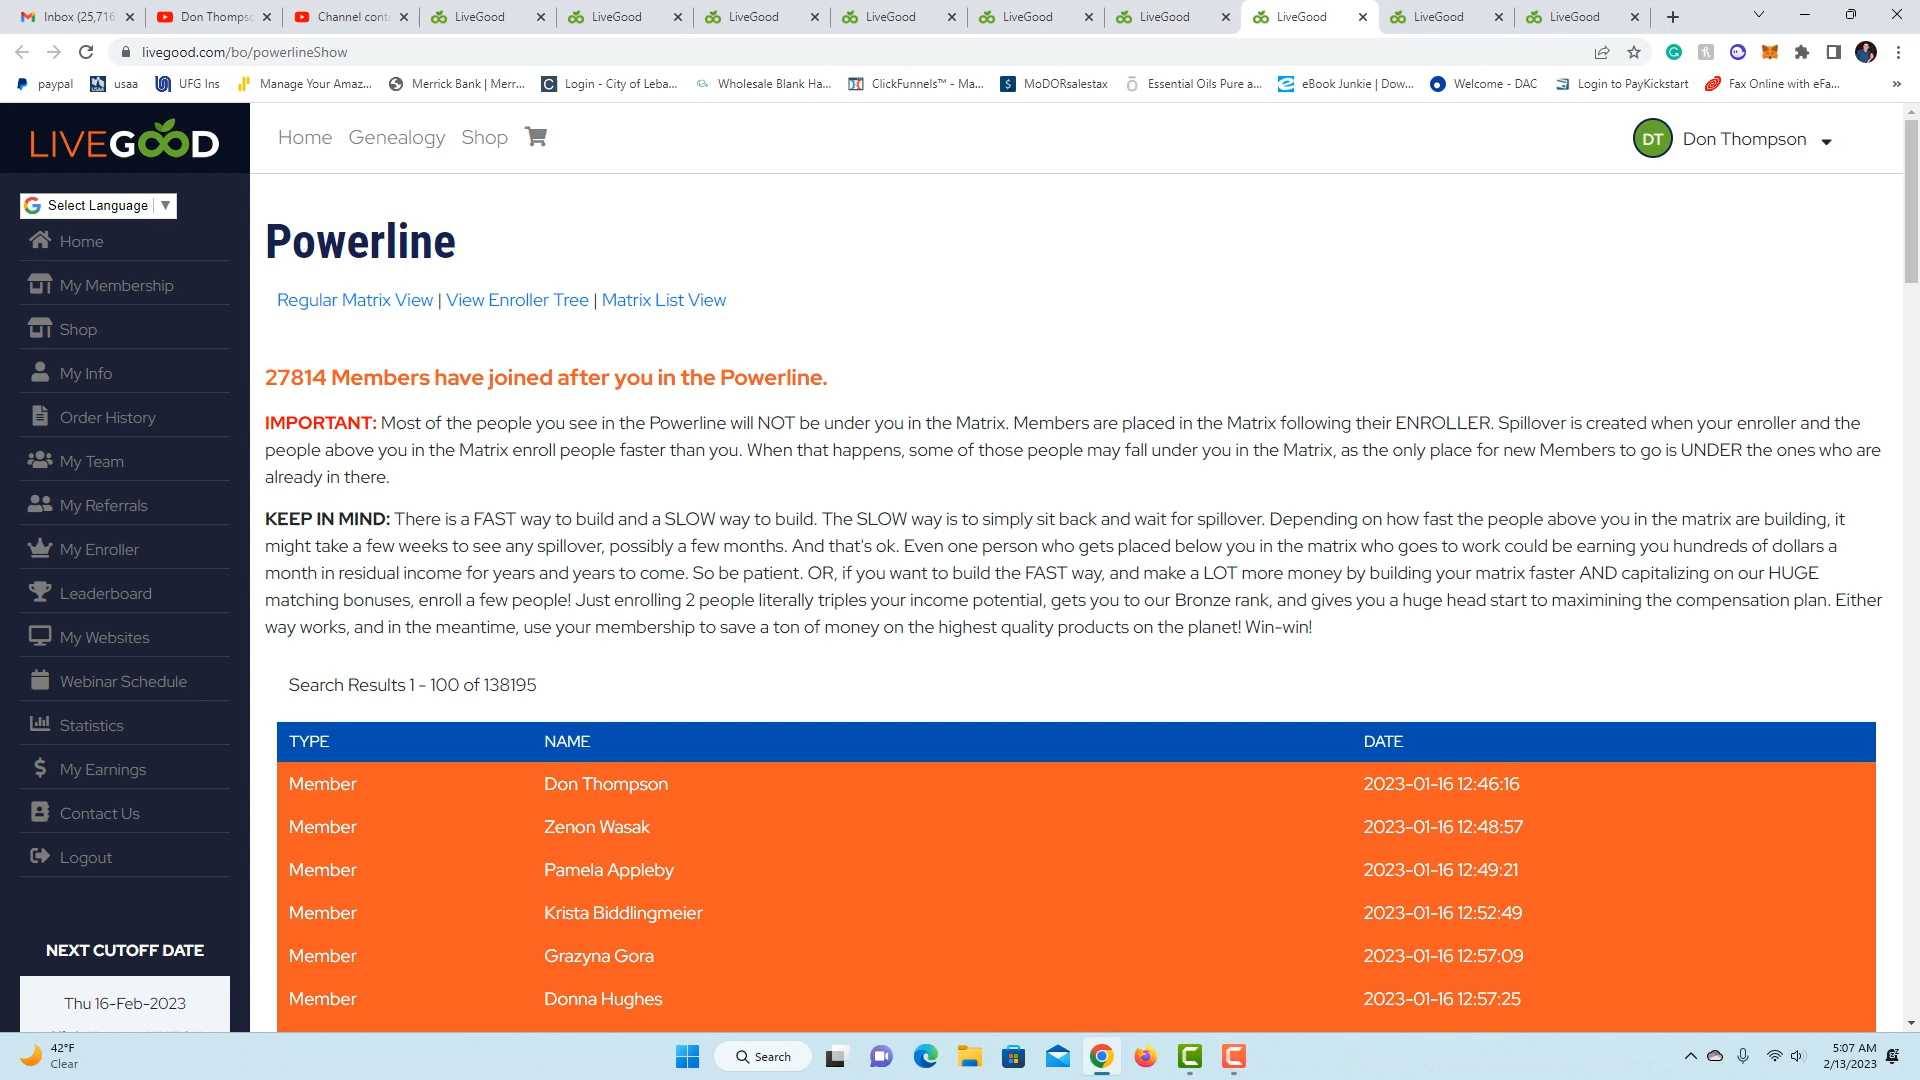 Inbox (25,716
Don Thompso
Channel cont
LiveGood
LiveGood
LiveGood
LiveGood
LiveGood
LiveGood
LiveGood
LiveGood
LiveGood
livegood.com/bo/powerlineShow
paypal
usaa
UFG Ins
Manage Your Amaz...
Merrick Bank | Merr...
Login - City of Leba...
Wholesale Blank Ha...
ClickFunnels™ - Ma...
MoDORsalestax
Essential Oils Pure a...
eBook Junkie | Dow...
Welcome - DAC
Login to PayKickstart
Fax Online with eFa...
LIVEGOOD
Home Genealogy Shop
DT Don Thompson
Select Language
Home
My Membership
Shop
My Info
Order History
My Team
My Referrals
My Enroller
Leaderboard
My Websites
Webinar Schedule
Statistics
My Earnings
Contact Us
Logout
NEXT CUTOFF DATE
Thu 16-Feb-2023
Powerline
Regular Matrix View | View Enroller Tree | Matrix List View
27814 Members have joined after you in the Powerline.
IMPORTANT: Most of the people you see in the Powerline will NOT be under you in the Matrix. Members are placed in the Matrix following their ENROLLER. Spillover is created when your enroller and the
people above you in the Matrix enroll people faster than you. When that happens, some of those people may fall under you in the Matrix, as the only place for new Members to go is UNDER the ones who are
already in there.
KEEP IN MIND: There is a FAST way to build and a SLOW way to build. The SLOW way is to simply sit back and wait for spillover. Depending on how fast the people above you in the matrix are building, it
might take a few weeks to see any spillover, possibly a few months. And that's ok. Even one person who gets placed below you in the matrix who goes to work could be earning you hundreds of dollars a
month in residual income for years and years to come. So be patient. OR, if you want to build the FAST way, and make a LOT more money by building your matrix faster AND capitalizing on our HUGE
matching bonuses, enroll a few people! Just enrolling 2 people literally triples your income potential, gets you to our Bronze rank, and gives you a huge head start to maximining the compensation plan. Either
way works, and in the meantime, use your membership to save a ton of money on the highest quality products on the planet! Win-win!
Search Results 1 - 100 of 138195
TYPE NAME DATE
Member Don Thompson 2023-01-16 12:46:16
Member Zenon Wasak 2023-01-16 12:48:57
Member Pamela Appleby 2023-01-16 12:49:21
Member Krista Biddlingmeier 2023-01-16 12:52:49
Member Grazyna Gora 2023-01-16 12:57:09
Member Donna Hughes 2023-01-16 12:57:25
42°F
Clear
Search
5:07 AM
2/13/2023